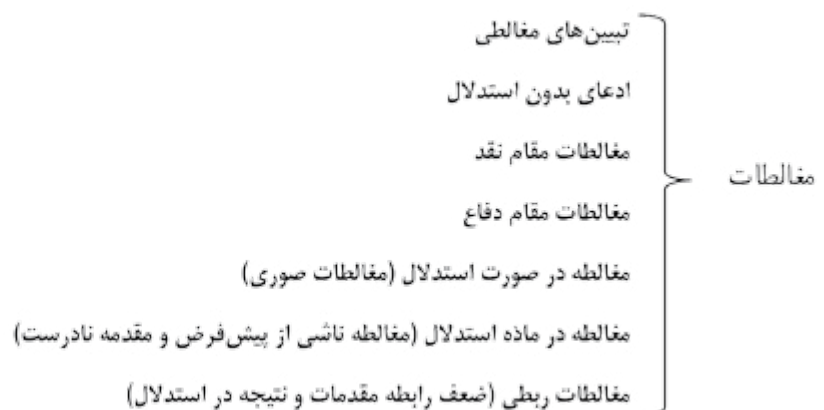 تبیین‌های مغالطی
ادعای بدون استدلال
مغالطات مقام نقد
مغالطات
مغالطات مقام دفاع
مغالطه در صورت استدلال (مغالطات صوری)
مغالطه در ماده استدلال (مغالطه ناشی از پیش‌فرض و مقدمه نادرست)
مغالطات ربطی (ضعف رابطه مقدمات و نتیجه در استدلال)